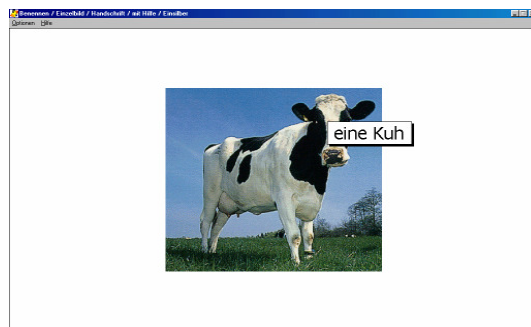 Benennen / Einzelbild / Handschrift / mit Hilfe / Einsilber
Optionen Hilfe
eine Kuh